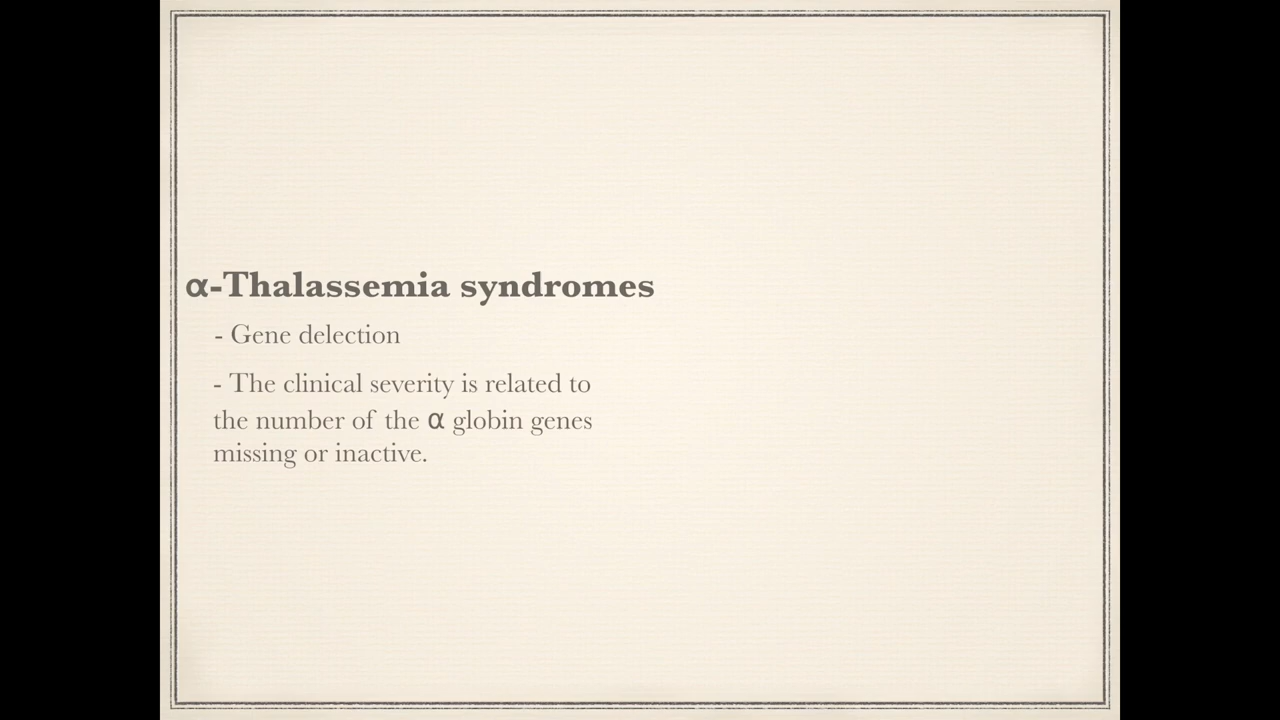 α-Thalassemia syndromes
- Gene delection
- The clinical severity is related to
the number of the α globin genes
missing or inactive.